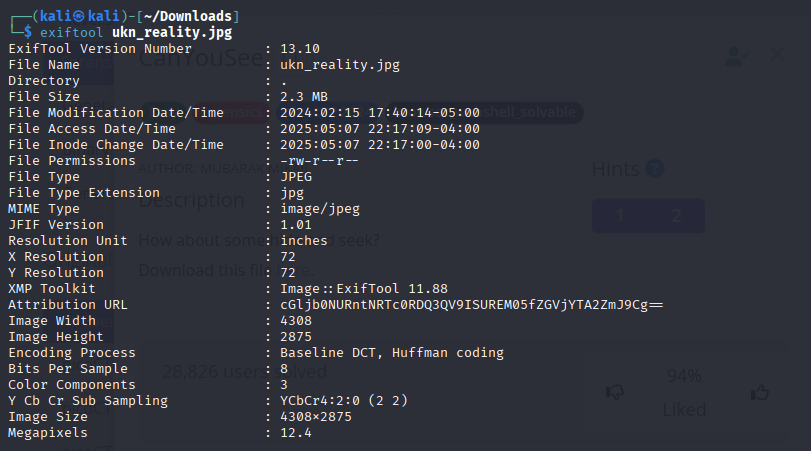 ┌──(kali㉿kali)-[~/Downloads]
└─$ exiftool ukn_reality.jpg
ExifTool Version Number : 13.10
File Name : ukn_reality.jpg
Directory : .
File Size : 2.3 MB
File Modification Date/Time : 2024:02:15 17:40:14-05:00
File Access Date/Time : 2025:05:07 22:17:09-04:00
File Inode Change Date/Time : 2025:05:07 22:17:00-04:00
File Permissions : -rw-r--r--
File Type : JPEG
File Type Extension : jpg
MIME Type : image/jpeg
JFIF Version : 1.01
Resolution Unit : inches
X Resolution : 72
Y Resolution : 72
XMP Toolkit : Image::ExifTool 11.88
Attribution URL : cGljb0NURntNRTc0RDQ3QV9ISUREM05fZGVjYTA2ZmJ9Cg==
Image Width : 4308
Image Height : 2875
Encoding Process : Baseline DCT, Huffman coding
Bits Per Sample : 8
Color Components : 3
Y Cb Cr Sub Sampling : YCbCr4:2:0 (2 2)
Image Size : 4308×2875
Megapixels : 12.4
CanYouSee
shell_solvable
AUTHOR: MUBARAK
Hints ?
1 2
Description
How about some seek?
Download this file
28,826 users solved
94%
Liked